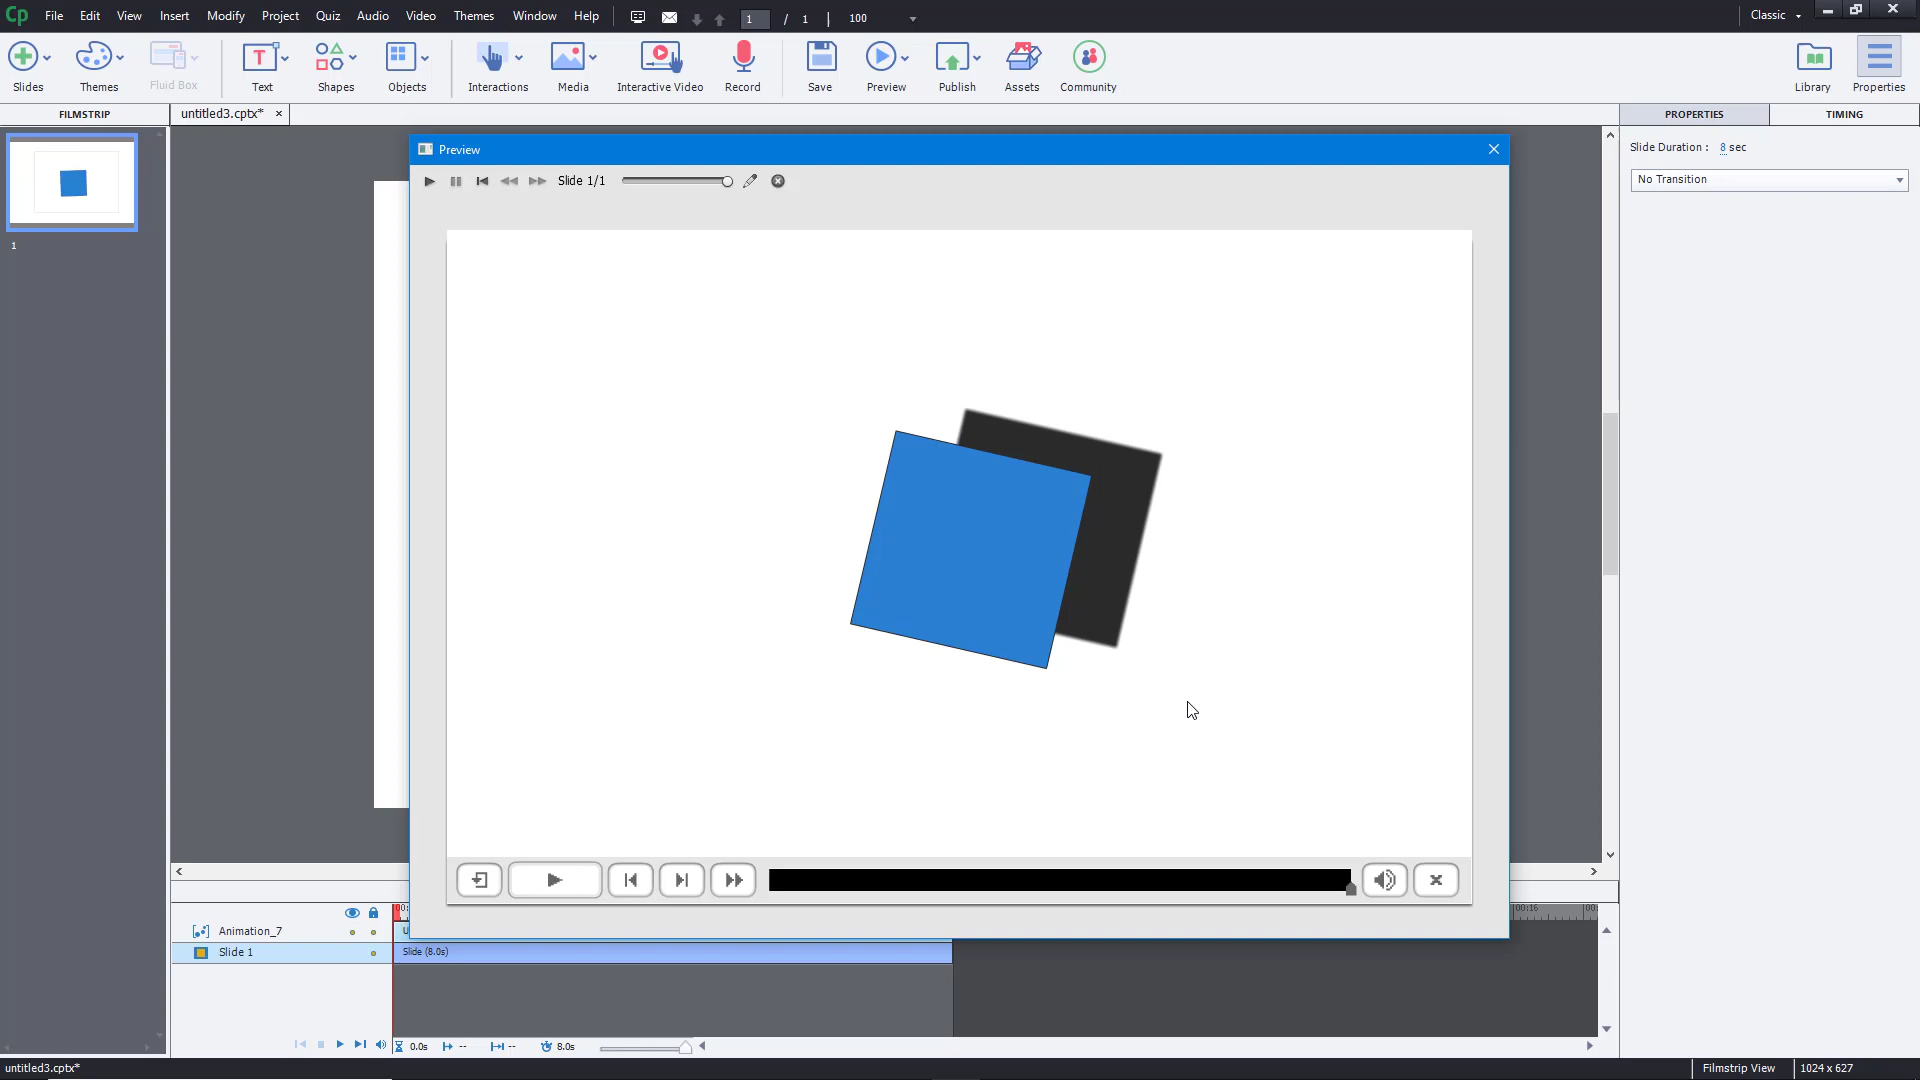 Cp File Edit View Insert Modify Project Quiz Audio Video Themes Window Help 1 / 1 | 100 Classic
Slides Themes Fluid Box Text Shapes Objects Interactions Media Interactive Video Record Save Preview Publish Assets Community Library Properties
FILMSTRIP untitled3.cptx* × PROPERTIES TIMING
Preview
Slide Duration : 8 sec
Slide 1/1
No Transition
1
Animation_7
Slide 1 Slide (8.0s)
0.0s -- -- 8.0s
untitled3.cptx* Filmstrip View 1024 x 627